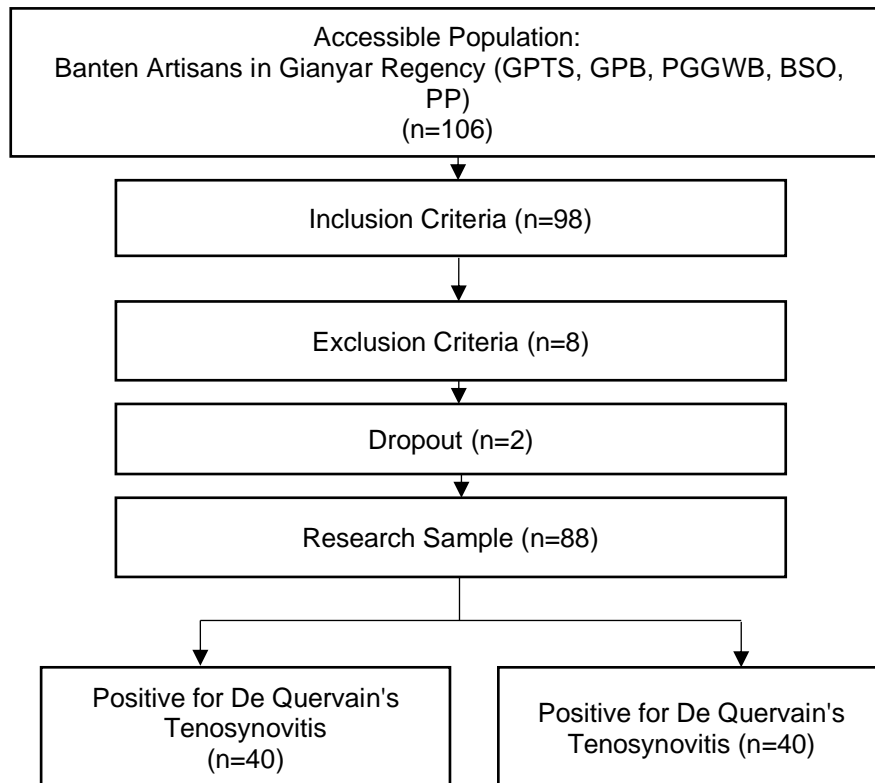 Accessible Population:
Banten Artisans in Gianyar Regency (GPTS, GPB, PGGWB, BSO,
PP)
(n=106)
Inclusion Criteria (n=98)
Exclusion Criteria (n=8)
Dropout (n=2)
Research Sample (n=88)
Positive for De Quervain's
Tenosynovitis
(n=40)
Positive for De Quervain's
Tenosynovitis (n=40)